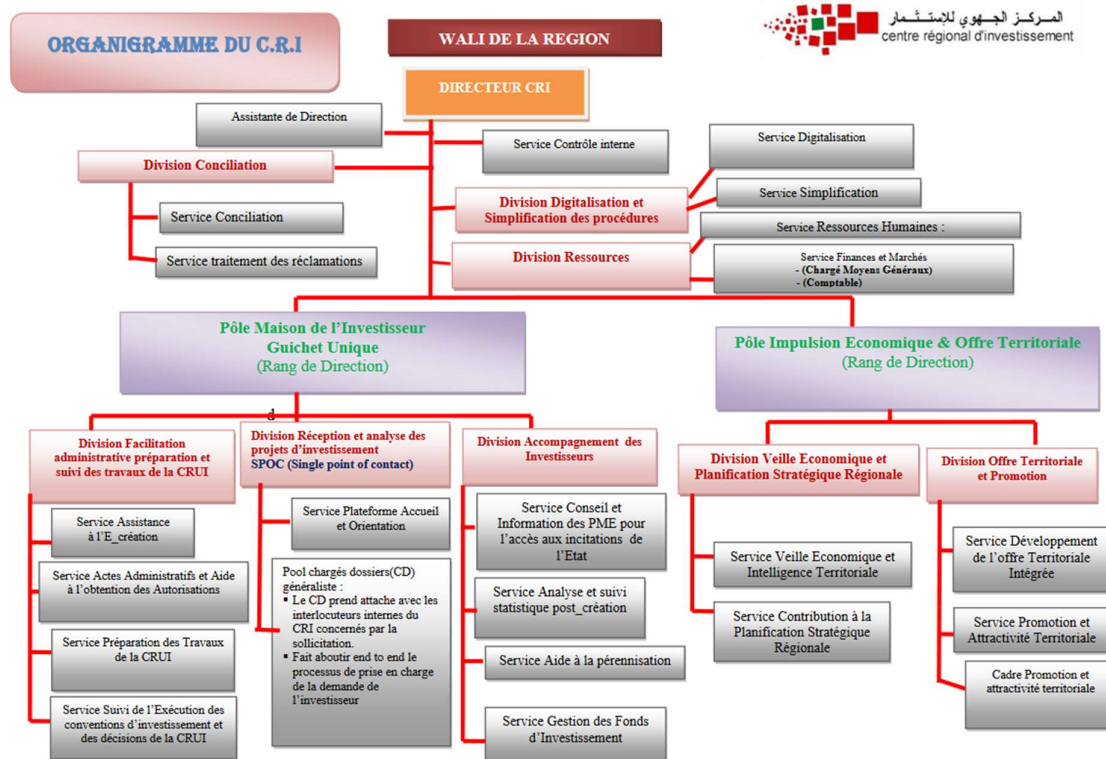 ORGANIGRAMME DU C.R.I
WALI DE LA REGION
المـركـز الجـهوي للإستـثـمـار
centre régional d'investissement
DIRECTEUR CRI
Assistante de Direction
Service Contrôle interne
Service Digitalisation
Division Conciliation
Service Conciliation
Service traitement des réclamations
Division Digitalisation et
Simplification des procédures
Service Simplification
Service Ressources Humaines :
Division Ressources
Service Finances et Marchés
- (Chargé Moyens Généraux)
- (Comptable)
Pôle Maison de l'Investisseur
Guichet Unique
(Rang de Direction)
Pôle Impulsion Economique & Offre Territoriale
(Rang de Direction)
d
Division Facilitation
administrative préparation et
suivi des travaux de la CRUI
Service Assistance
à l'E_création
Service Actes Administratifs et Aide
à l'obtention des Autorisations
Service Préparation des Travaux
de la CRUI
Service Suivi de l'Exécution des
conventions d'investissement et
des décisions de la CRUI
Division Réception et analyse des
projets d'investissement
SPOC (Single point of contact)
Service Plateforme Accueil
et Orientation
Pool chargés dossiers(CD)
généraliste :
▪ Le CD prend attache avec les
interlocuteurs internes du
CRI concernés par la
sollicitation.
▪ Fait aboutir end to end le
processus de prise en charge
de la demande de
l'investisseur
Division Accompagnement des
Investisseurs
Service Conseil et
Information des PME pour
l'accès aux incitations de
l'Etat
Service Analyse et suivi
statistique post_création
Service Aide à la pérennisation
Service Gestion des Fonds
d'Investissement
Division Veille Economique et
Planification Stratégique Régionale
Service Veille Economique et
Intelligence Territoriale
Service Contribution à la
Planification Stratégique
Régionale
Division Offre Territoriale
et Promotion
Service Développement
de l'offre Territoriale
Intégrée
Service Promotion et
Attractivité Territoriale
Cadre Promotion et
attractivité territoriale